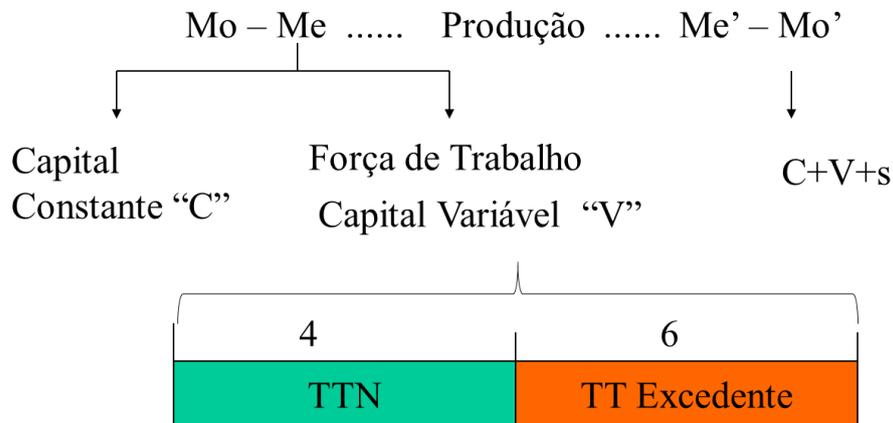 Mo – Me ...... Produção ...... Me’ – Mo’
Capital
Constante “C”
Força de Trabalho
Capital Variável “V”
C+V+s
4 6
TTN TT Excedente